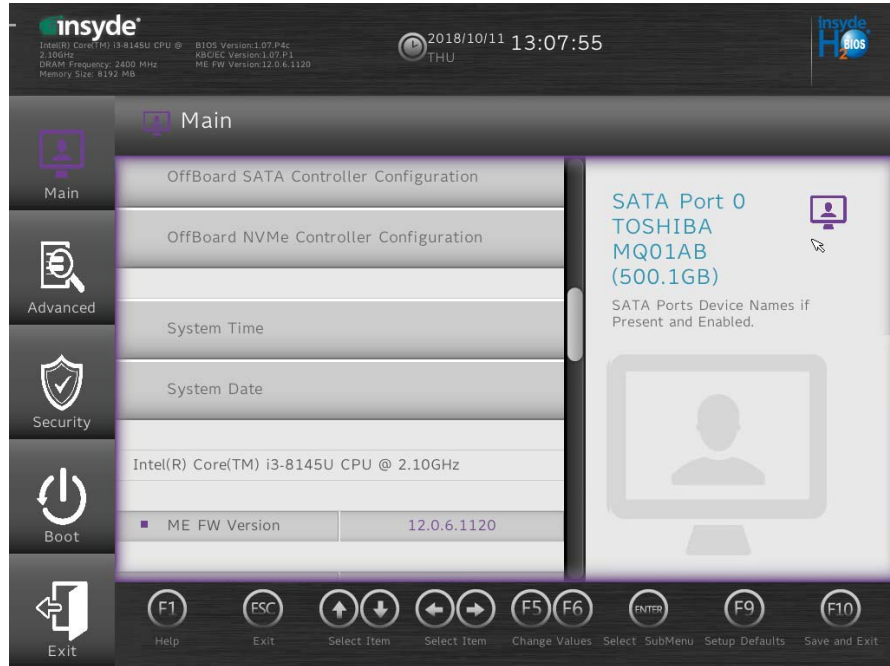 insyde
Intel(R) Core(TM) i3-8145U CPU @
2.10GHz
DRAM Frequency: 2400 MHz
Memory Size: 8192 MB
BIOS Version:1.07.P4c
KBC/EC Version:1.07.P1
ME FW Version:12.0.6.1120
2018/10/11 13:07:55
THU
insyde
H2BIOS
Main
Main
Advanced
Security
Boot
Exit
OffBoard SATA Controller Configuration
OffBoard NVMe Controller Configuration
System Time
System Date
Intel(R) Core(TM) i3-8145U CPU @ 2.10GHz
ME FW Version 12.0.6.1120
SATA Port 0
TOSHIBA
MQ01AB
(500.1GB)
SATA Ports Device Names if
Present and Enabled.
F1 ESC F5 F6 ENTER F9 F10
Help Exit Select Item Select Item Change Values Select SubMenu Setup Defaults Save and Exit